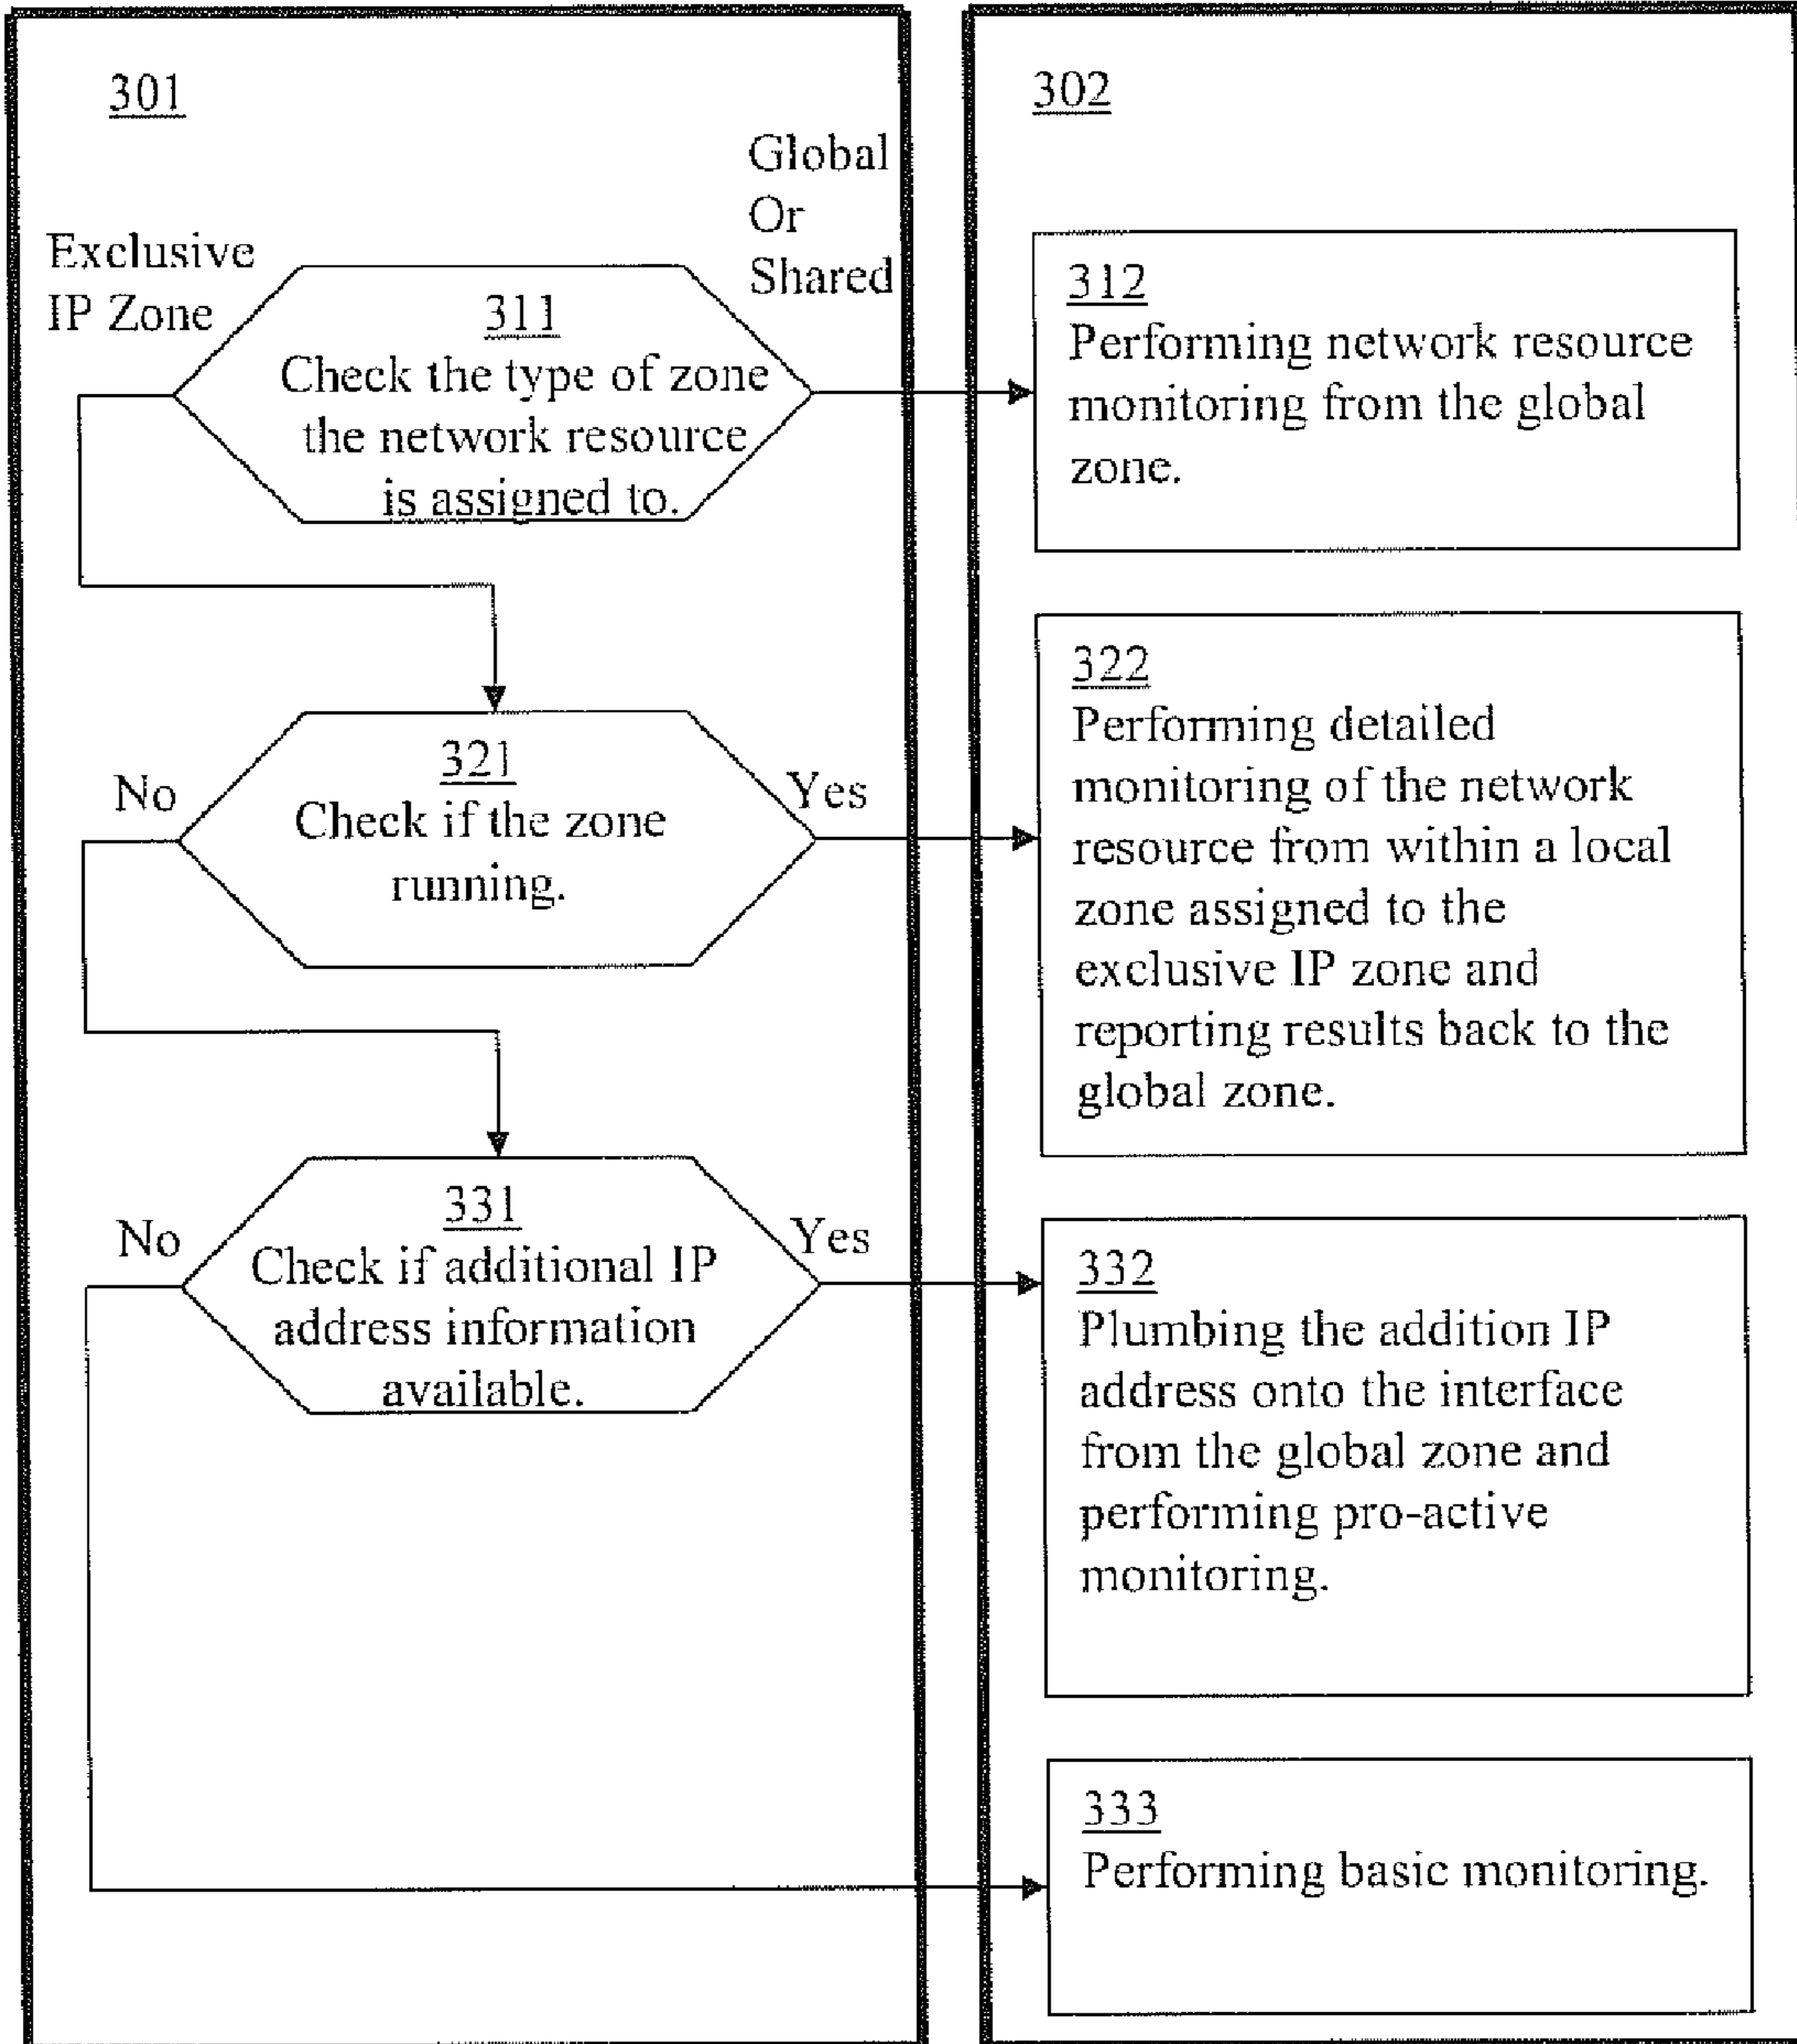 301
Global
Or
Shared
Exclusive
IP Zone
311
Check the type of zone
the network resource
is assigned to.
No
321
Check if the zone
running.
Yes
No
331
Check if additional IP
address information
available.
Yes
302
312
Performing network resource
monitoring from the global
zone.
322
Performing detailed
monitoring of the network
resource from within a local
zone assigned to the
exclusive IP zone and
reporting results back to the
global zone.
332
Plumbing the addition IP
address onto the interface
from the global zone and
performing pro-active
monitoring.
333
Performing basic monitoring.